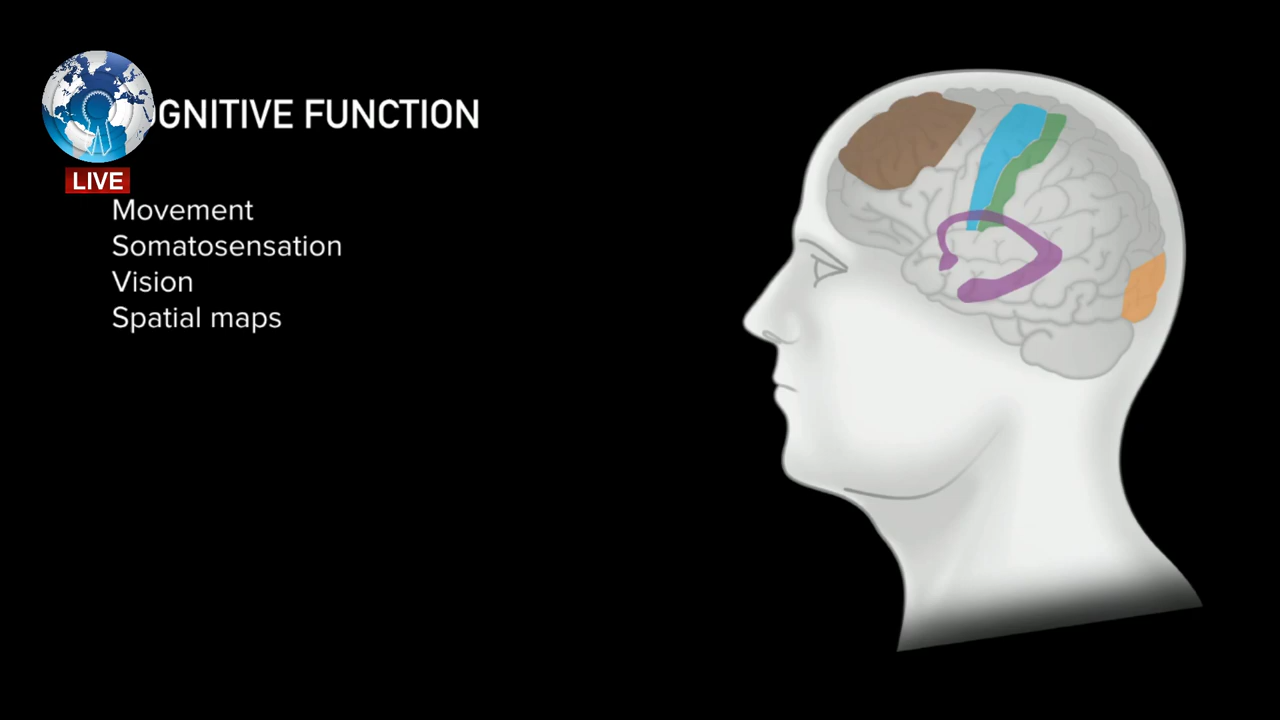 GNITIVE FUNCTION
LIVE
Movement
Somatosensation
Vision
Spatial maps